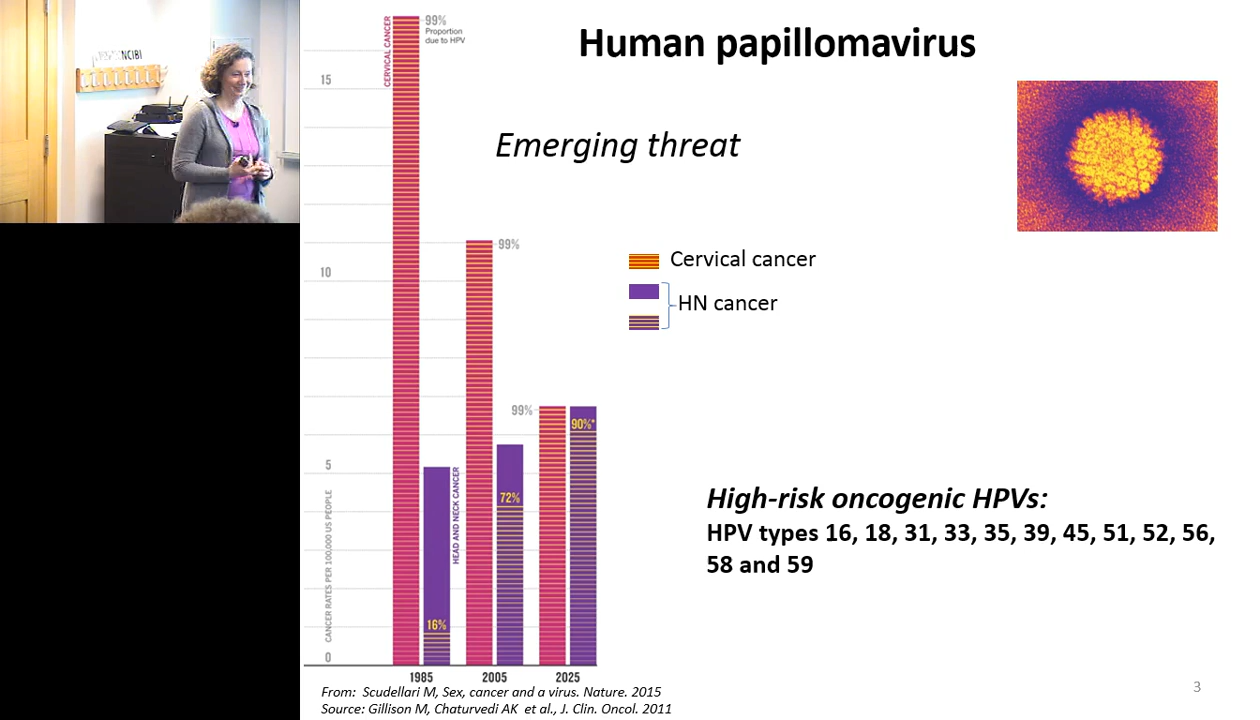 NCIBI
Human papillomavirus
Emerging threat
CERVICAL CANCER
99%
Proportion
due to HPV
15
99%
10
99%
90%*
5
HEAD AND NECK CANCER
72%
16%
CANCER RATES PER 100,000 US PEOPLE
0
1985 2005 2025
Cervical cancer
HN cancer
High-risk oncogenic HPVs:
HPV types 16, 18, 31, 33, 35, 39, 45, 51, 52, 56,
58 and 59
From: Scudellari M, Sex, cancer and a virus. Nature. 2015
Source: Gillison M, Chaturvedi AK et al., J. Clin. Oncol. 2011
3